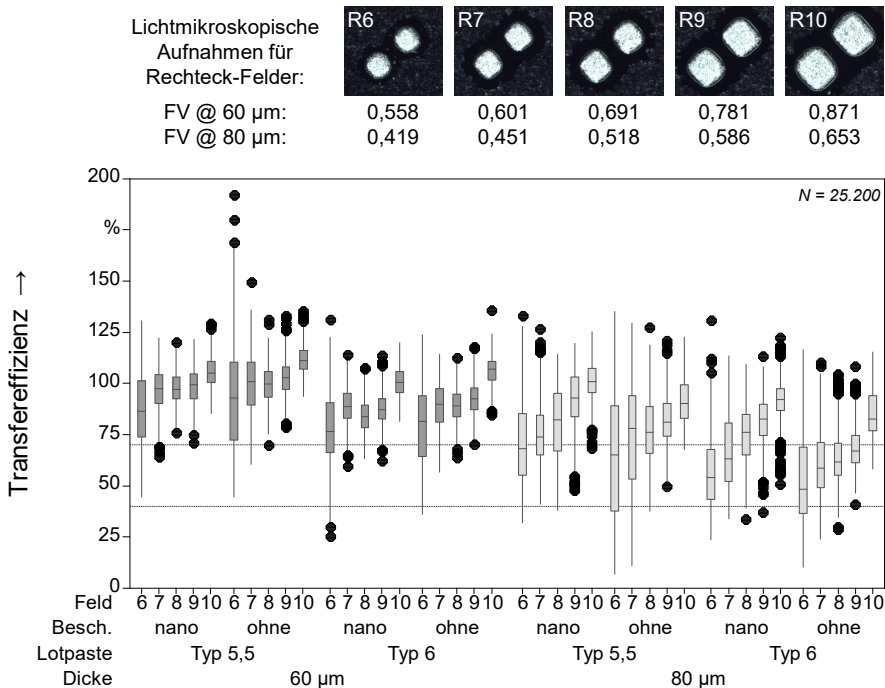 Lichtmikroskopische
Aufnahmen für
Rechteck-Felder:
R6 R7 R8 R9 R10
FV @ 60 µm: 0,558 0,601 0,691 0,781 0,871
FV @ 80 µm: 0,419 0,451 0,518 0,586 0,653
Transfereffizienz →
200
%
150
125
100
75
50
25
0
N = 25.200
Feld 6 7 8 9 10 6 7 8 9 10 6 7 8 9 10 6 7 8 9 10 6 7 8 9 10 6 7 8 9 10 6 7 8 9 10 6 7 8 9 10
Besch. nano ohne nano ohne nano ohne nano ohne
Lotpaste Typ 5,5 Typ 6 Typ 5,5 Typ 6
Dicke 60 µm 80 µm